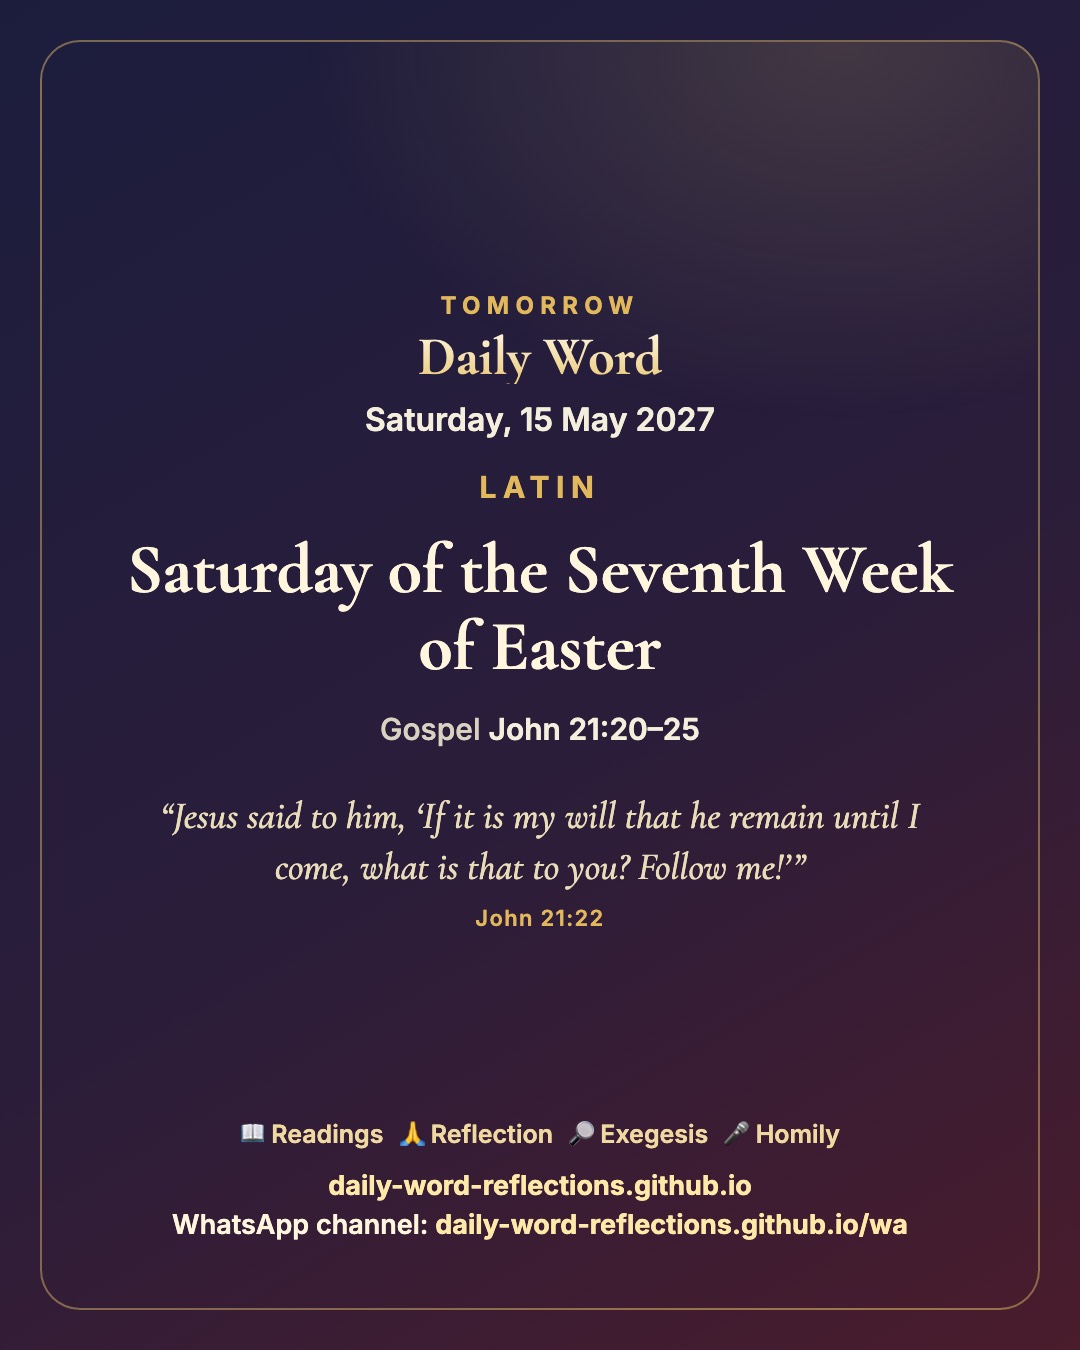 TOMORROW
Daily Word
Saturday, 15 May 2027
LATIN
Saturday of the Seventh Week
of Easter
Gospel John 21:20–25
“Jesus said to him, ‘If it is my will that he remain until I
come, what is that to you? Follow me!’”
John 21:22
📖 Readings 🙏 Reflection 🔎 Exegesis 🎤 Homily
daily-word-reflections.github.io
WhatsApp channel: daily-word-reflections.github.io/wa